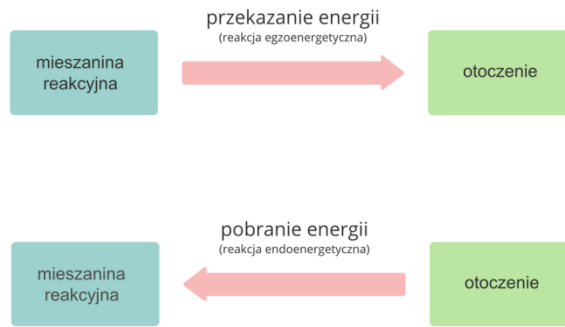 przekazanie energii
(reakcja egzoenergetyczna)
mieszanina
reakcyjna
otoczenie
pobranie energii
(reakcja endoenergetyczna)
mieszanina
reakcyjna
otoczenie